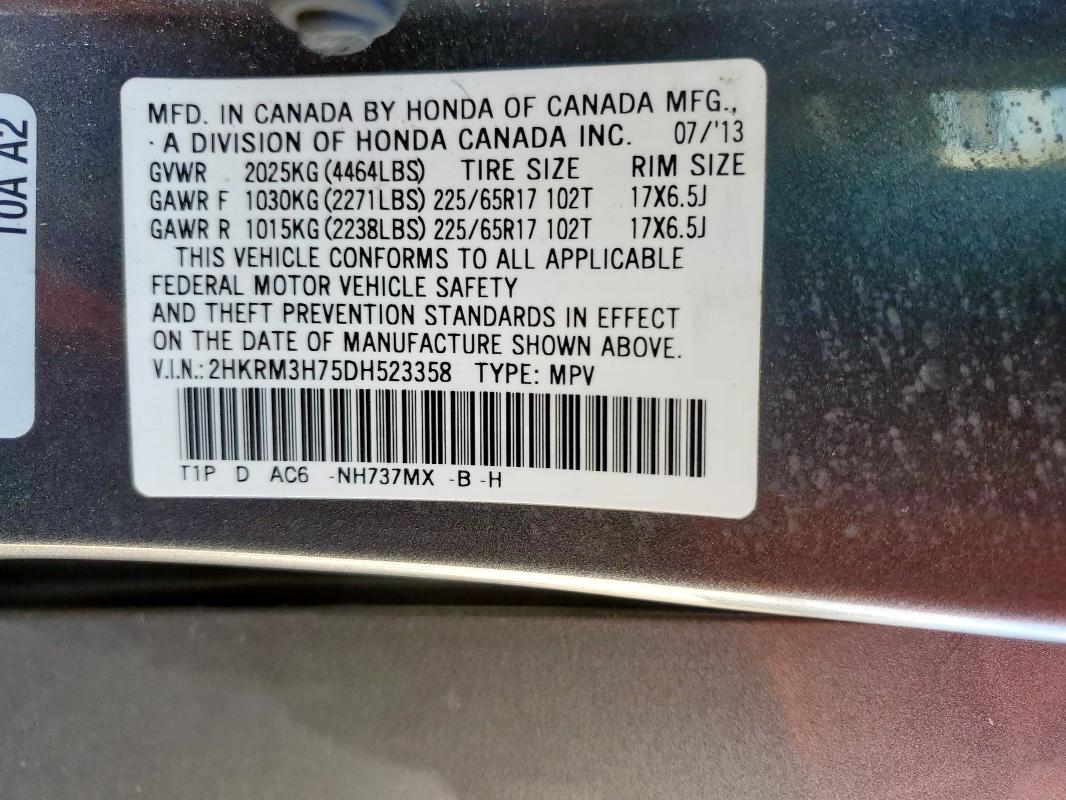 MFD. IN CANADA BY HONDA OF CANADA MFG.,
A DIVISION OF HONDA CANADA INC. 07/'13
GVWR 2025KG (4464LBS) TIRE SIZE RIM SIZE
GAWR F 1030KG (2271LBS) 225/65R17 102T 17X6.5J
GAWR R 1015KG (2238LBS) 225/65R17 102T 17X6.5J
THIS VEHICLE CONFORMS TO ALL APPLICABLE
FEDERAL MOTOR VEHICLE SAFETY
AND THEFT PREVENTION STANDARDS IN EFFECT
ON THE DATE OF MANUFACTURE SHOWN ABOVE.
V.I.N.: 2HKRM3H75DH523358 TYPE: MPV
T1P D AC6 -NH737MX -B -H
A2